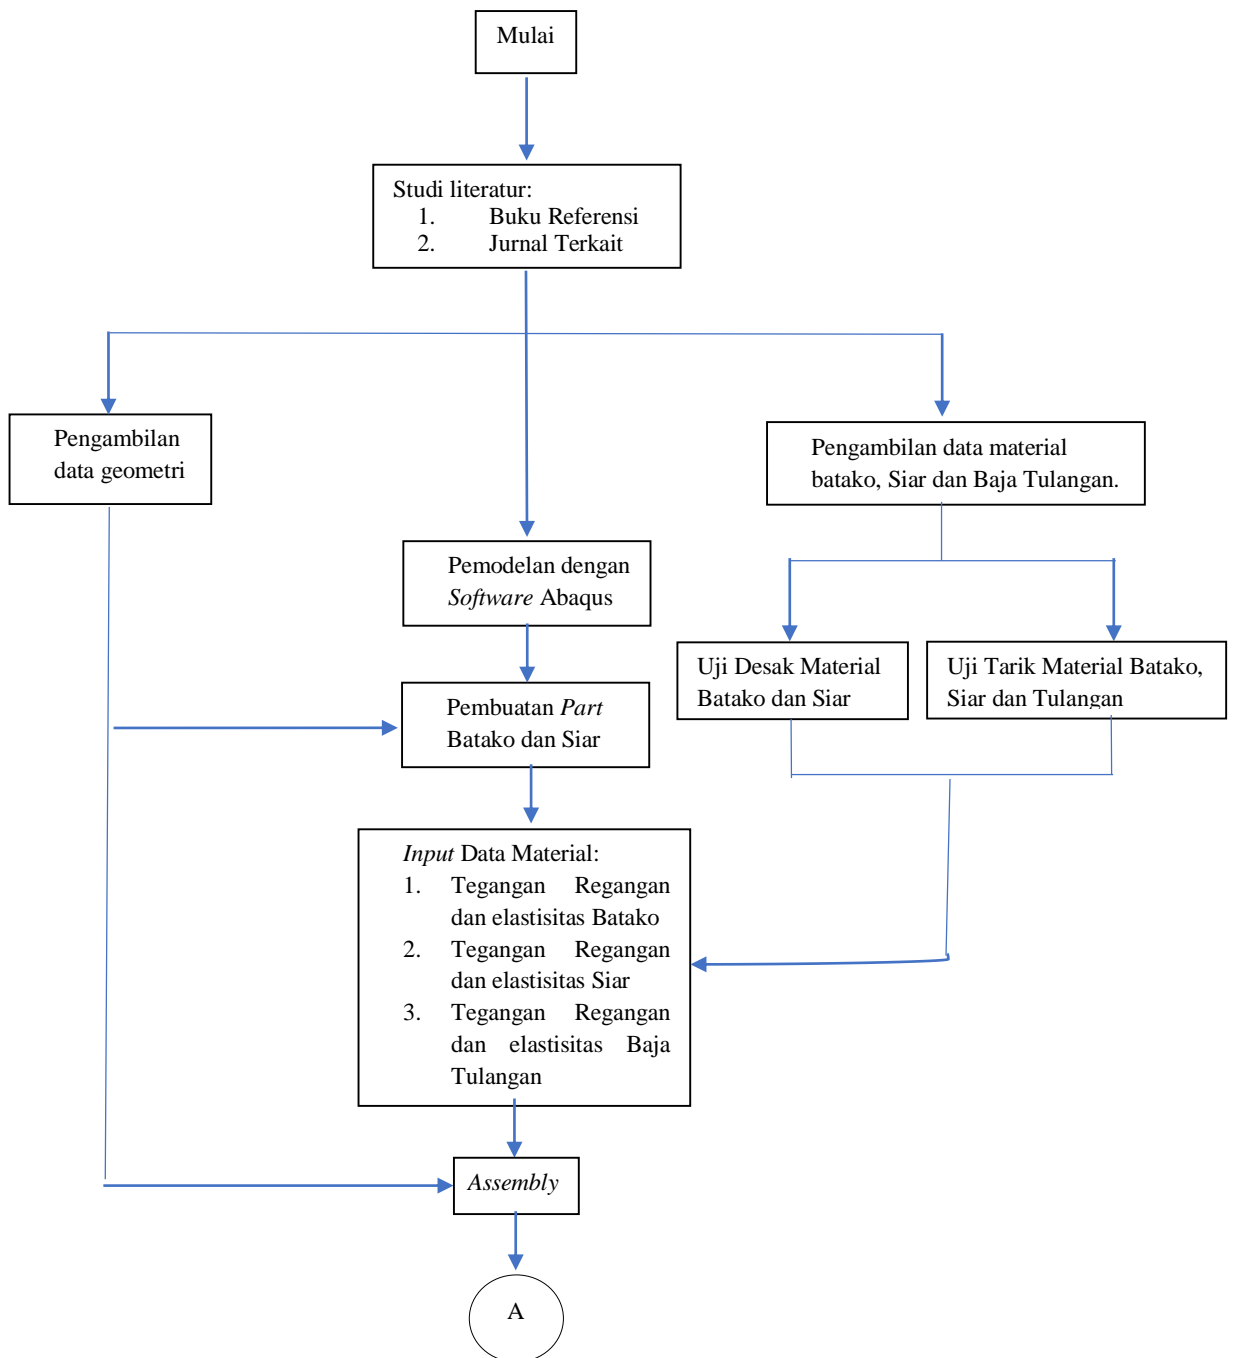 Mulai
Studi literatur:
1. Buku Referensi
2. Jurnal Terkait
Pengambilan
data geometri
Pengambilan data material
batako, Siar dan Baja Tulangan.
Pemodelan dengan
Software Abaqus
Uji Desak Material
Batako dan Siar
Uji Tarik Material Batako,
Siar dan Tulangan
Pembuatan Part
Batako dan Siar
Input Data Material:
1. Tegangan Regangan
dan elastisitas Batako
2. Tegangan Regangan
dan elastisitas Siar
3. Tegangan Regangan
dan elastisitas Baja
Tulangan
Assembly
A